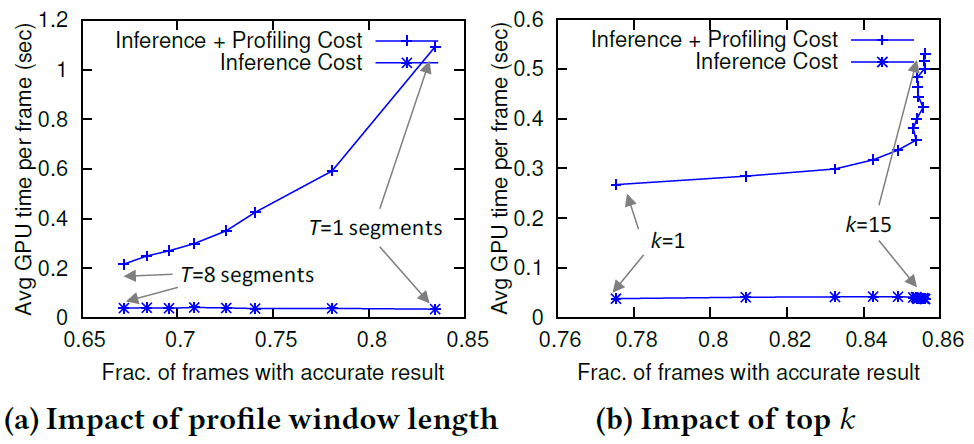 Avg GPU time per frame (sec)
1.2
1
0.8
0.6
0.4
0.2
0
Inference + Profiling Cost
Inference Cost
T=1 segments
T=8 segments
0.65
0.7
0.75
0.8
0.85
Frac. of frames with accurate result
(a) Impact of profile window length
Avg GPU time per frame (sec)
0.6
0.5
0.4
0.3
0.2
0.1
0
Inference + Profiling Cost
Inference Cost
k=1
k=15
0.76
0.78
0.8
0.82
0.84
0.86
Frac. of frames with accurate result
(b) Impact of top k